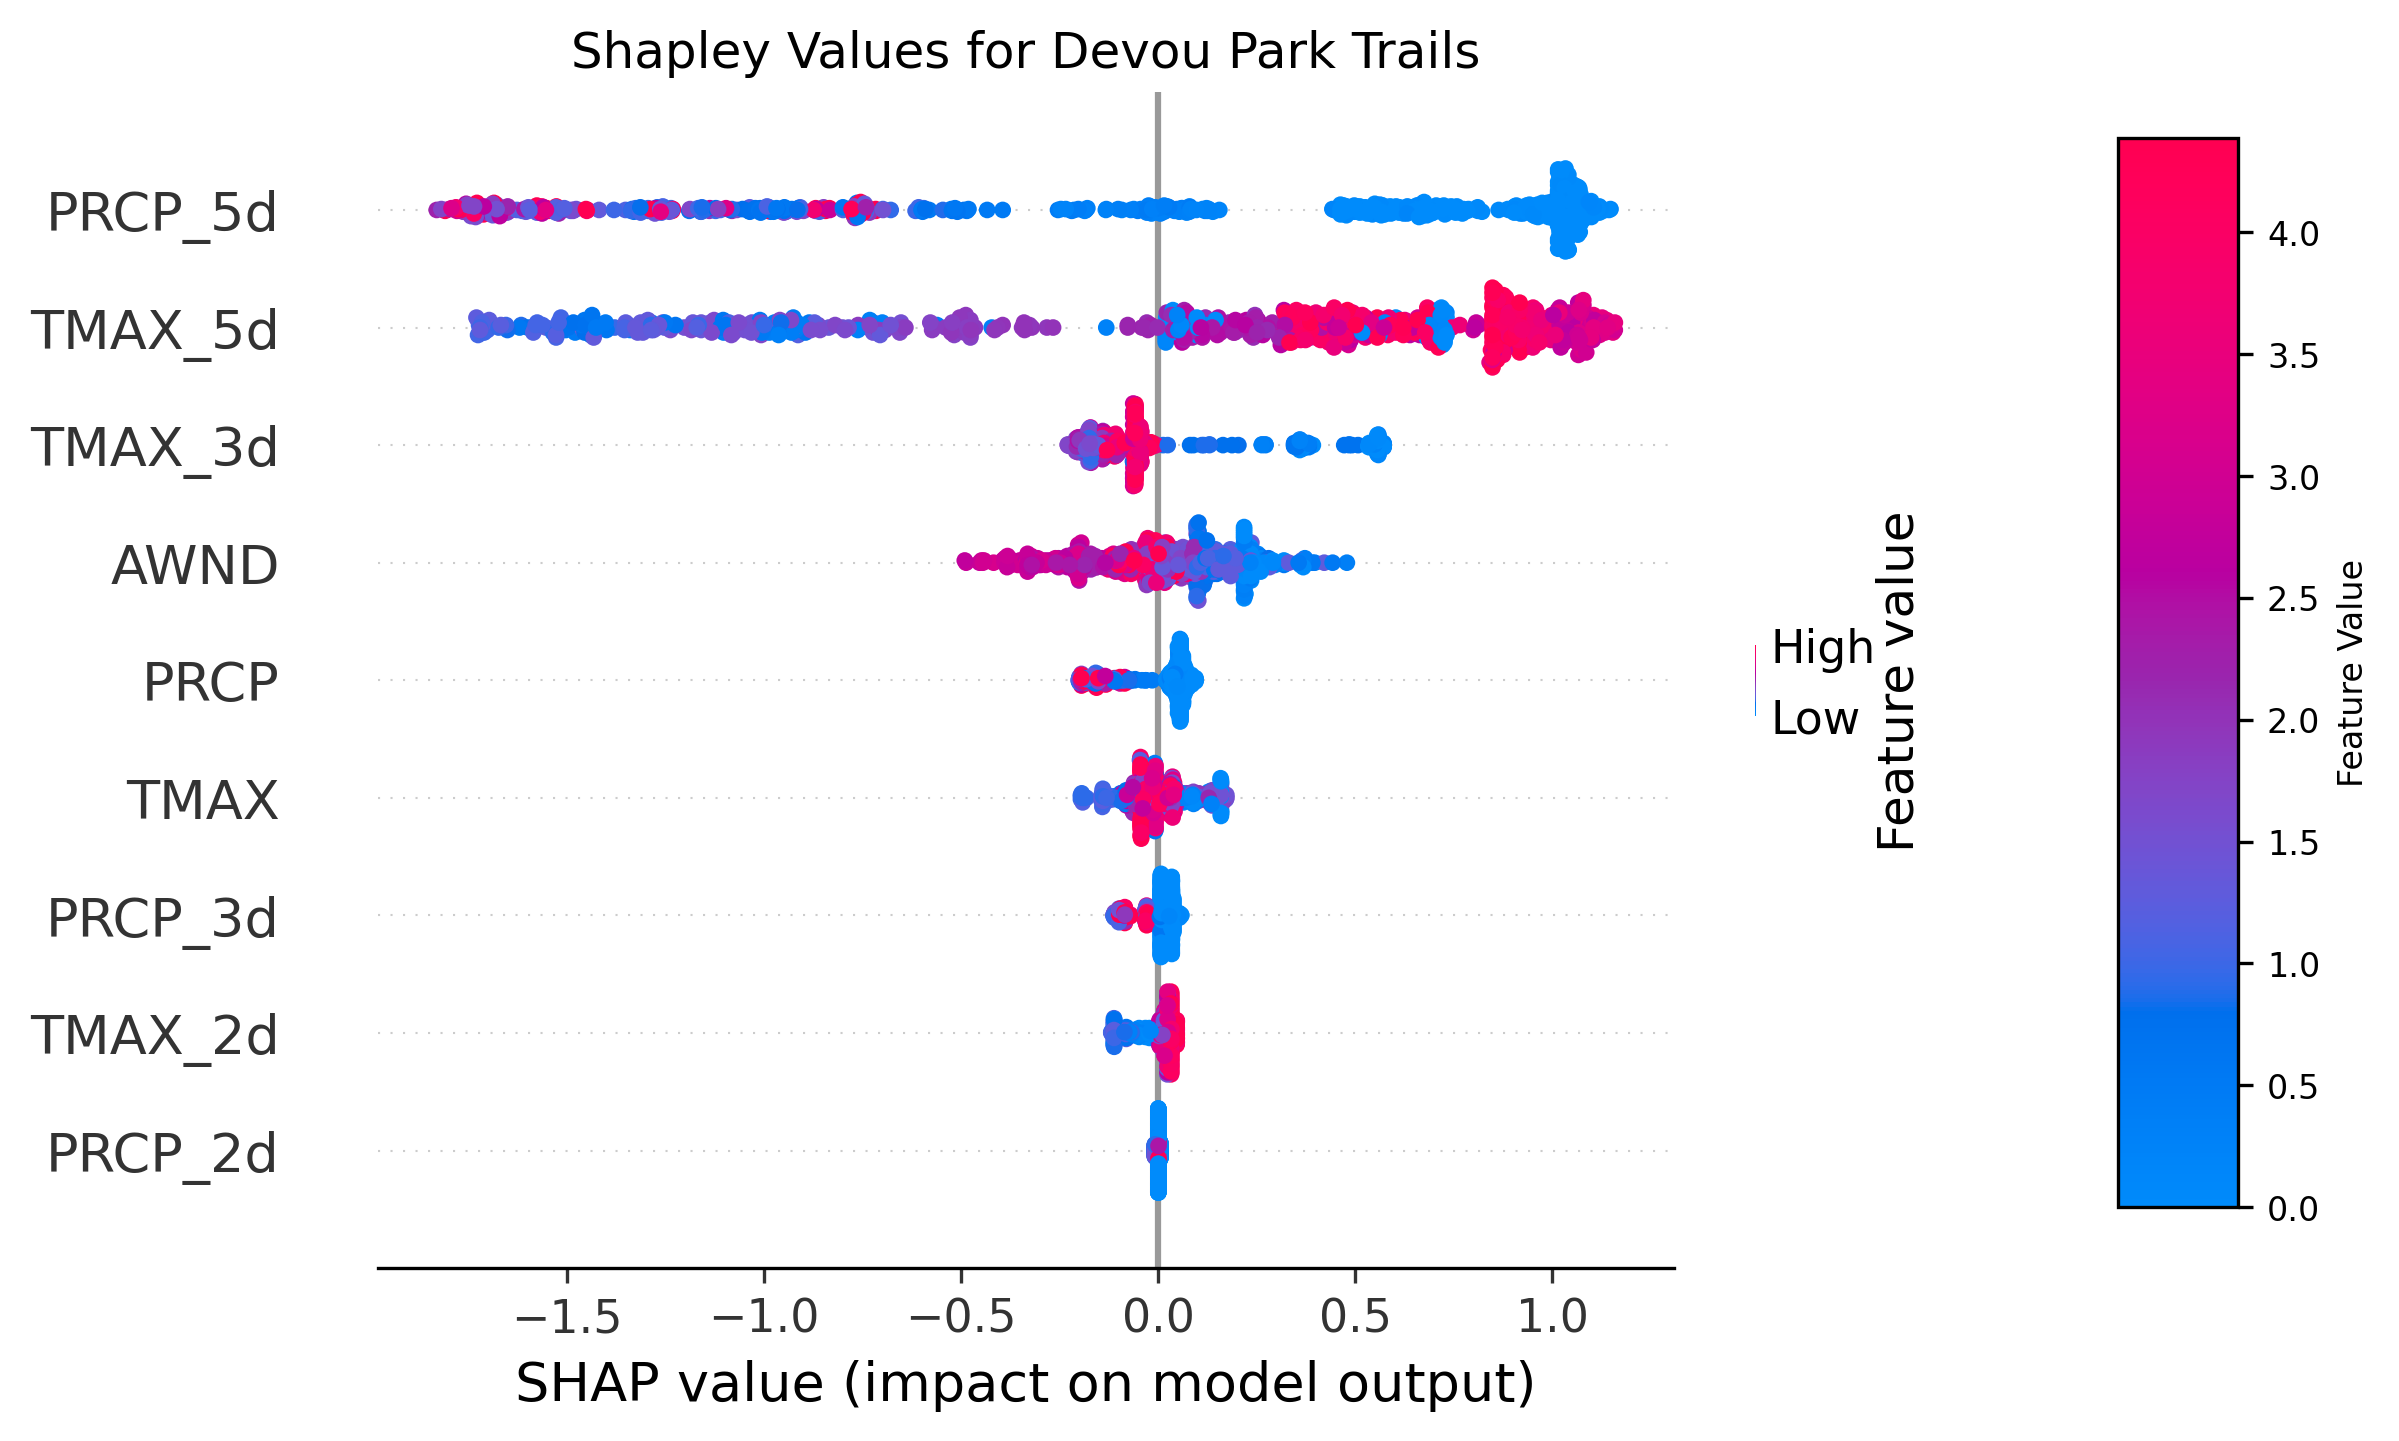 Shapley Values for Devou Park Trails
PRCP_5d
TMAX_5d
TMAX_3d
AWND
PRCP
TMAX
PRCP_3d
TMAX_2d
PRCP_2d
−1.5
−1.0
−0.5
0.0
0.5
1.0
SHAP value (impact on model output)
High
Low
Feature value
4.0
3.5
3.0
2.5
2.0
1.5
1.0
0.5
0.0
Feature Value